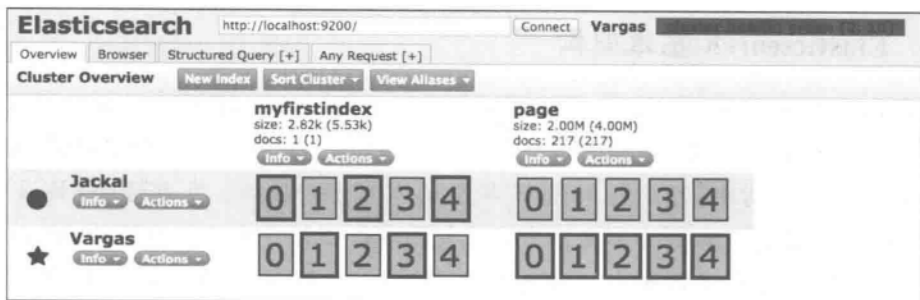 Elasticsearch http://localhost:9200/ Connect Vargas
Overview Browser Structured Query [+] Any Request [+]
Cluster Overview New Index Sort Cluster View Aliases
myfirstindex page
size: 2.82k (5.53k) size: 2.00M (4.00M)
docs: 1 (1) docs: 217 (217)
Info Actions Info Actions
Jackal
Info Actions
0 1 2 3 4 0 1 2 3 4
Vargas
Info Actions
0 1 2 3 4 0 1 2 3 4